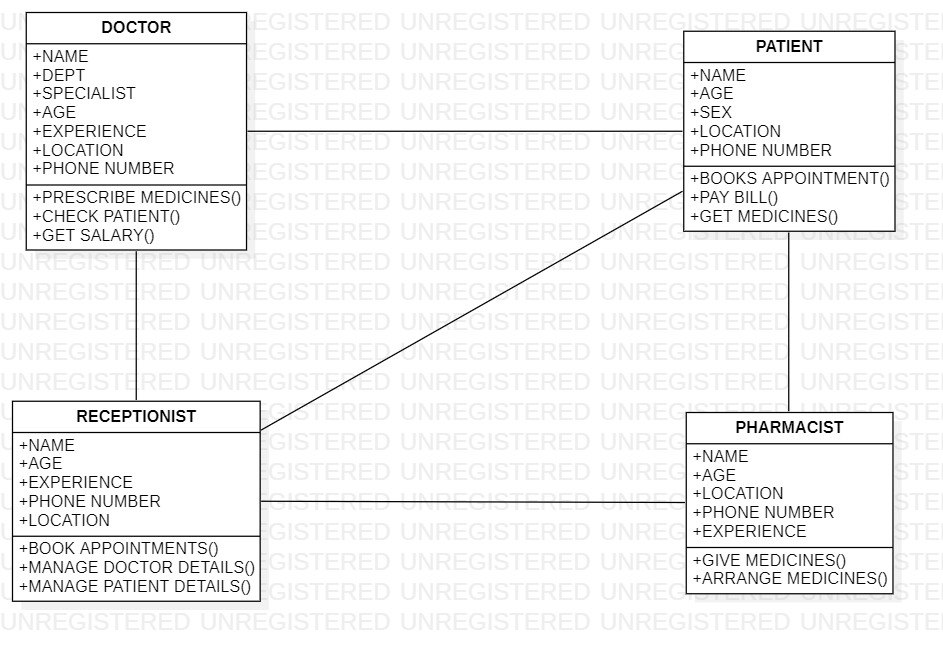 DOCTOR
+NAME
+DEPT
+SPECIALIST
+AGE
+EXPERIENCE
+LOCATION
+PHONE NUMBER
+PRESCRIBE MEDICINES()
+CHECK PATIENT()
+GET SALARY()
PATIENT
+NAME
+AGE
+SEX
+LOCATION
+PHONE NUMBER
+BOOKS APPOINTMENT()
+PAY BILL()
+GET MEDICINES()
RECEPTIONIST
+NAME
+AGE
+EXPERIENCE
+PHONE NUMBER
+LOCATION
+BOOK APPOINTMENTS()
+MANAGE DOCTOR DETAILS()
+MANAGE PATIENT DETAILS()
PHARMACIST
+NAME
+AGE
+LOCATION
+PHONE NUMBER
+EXPERIENCE
+GIVE MEDICINES()
+ARRANGE MEDICINES()
UNREGISTERED UNREGISTERED UNREGISTERED UNREGISTERED UNREGISTE